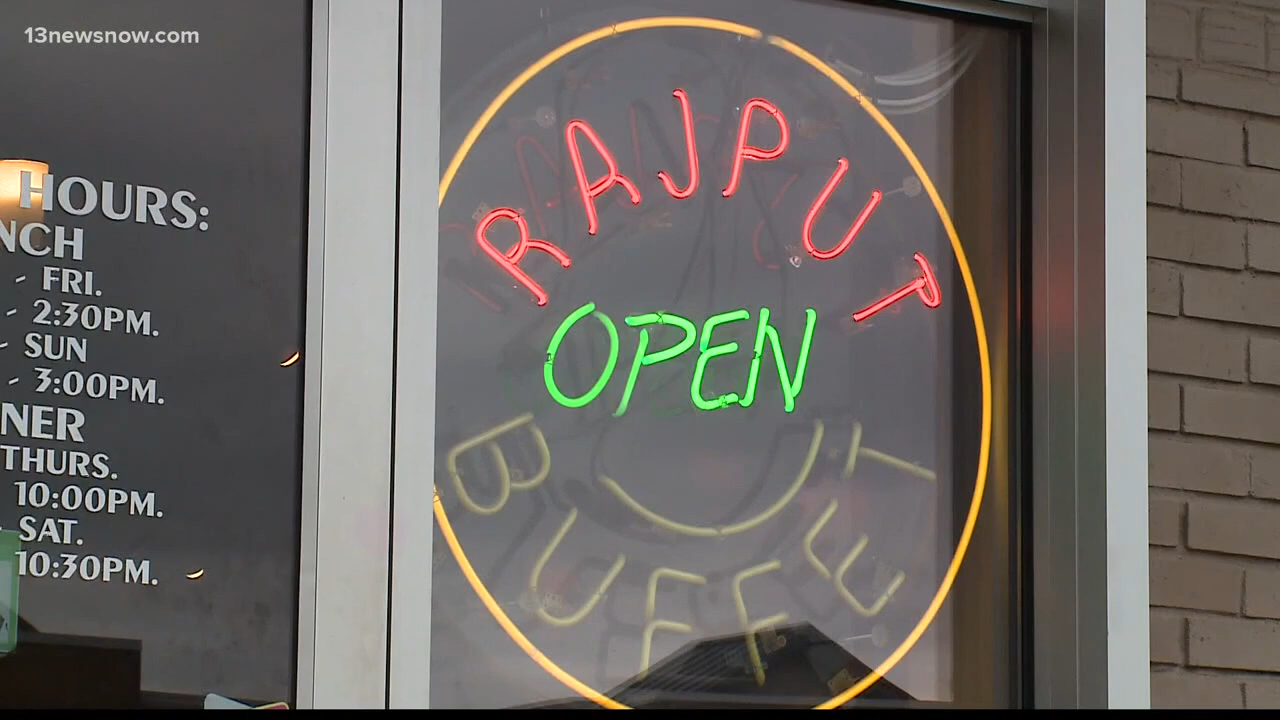 13newsnow.com
HOURS:
NCH
- FRI.
- 2:30PM.
- SUN
- 3:00PM.
NER
THURS.
10:00PM.
- SAT.
10:30PM.
RAJPUT
OPEN
BUFFET